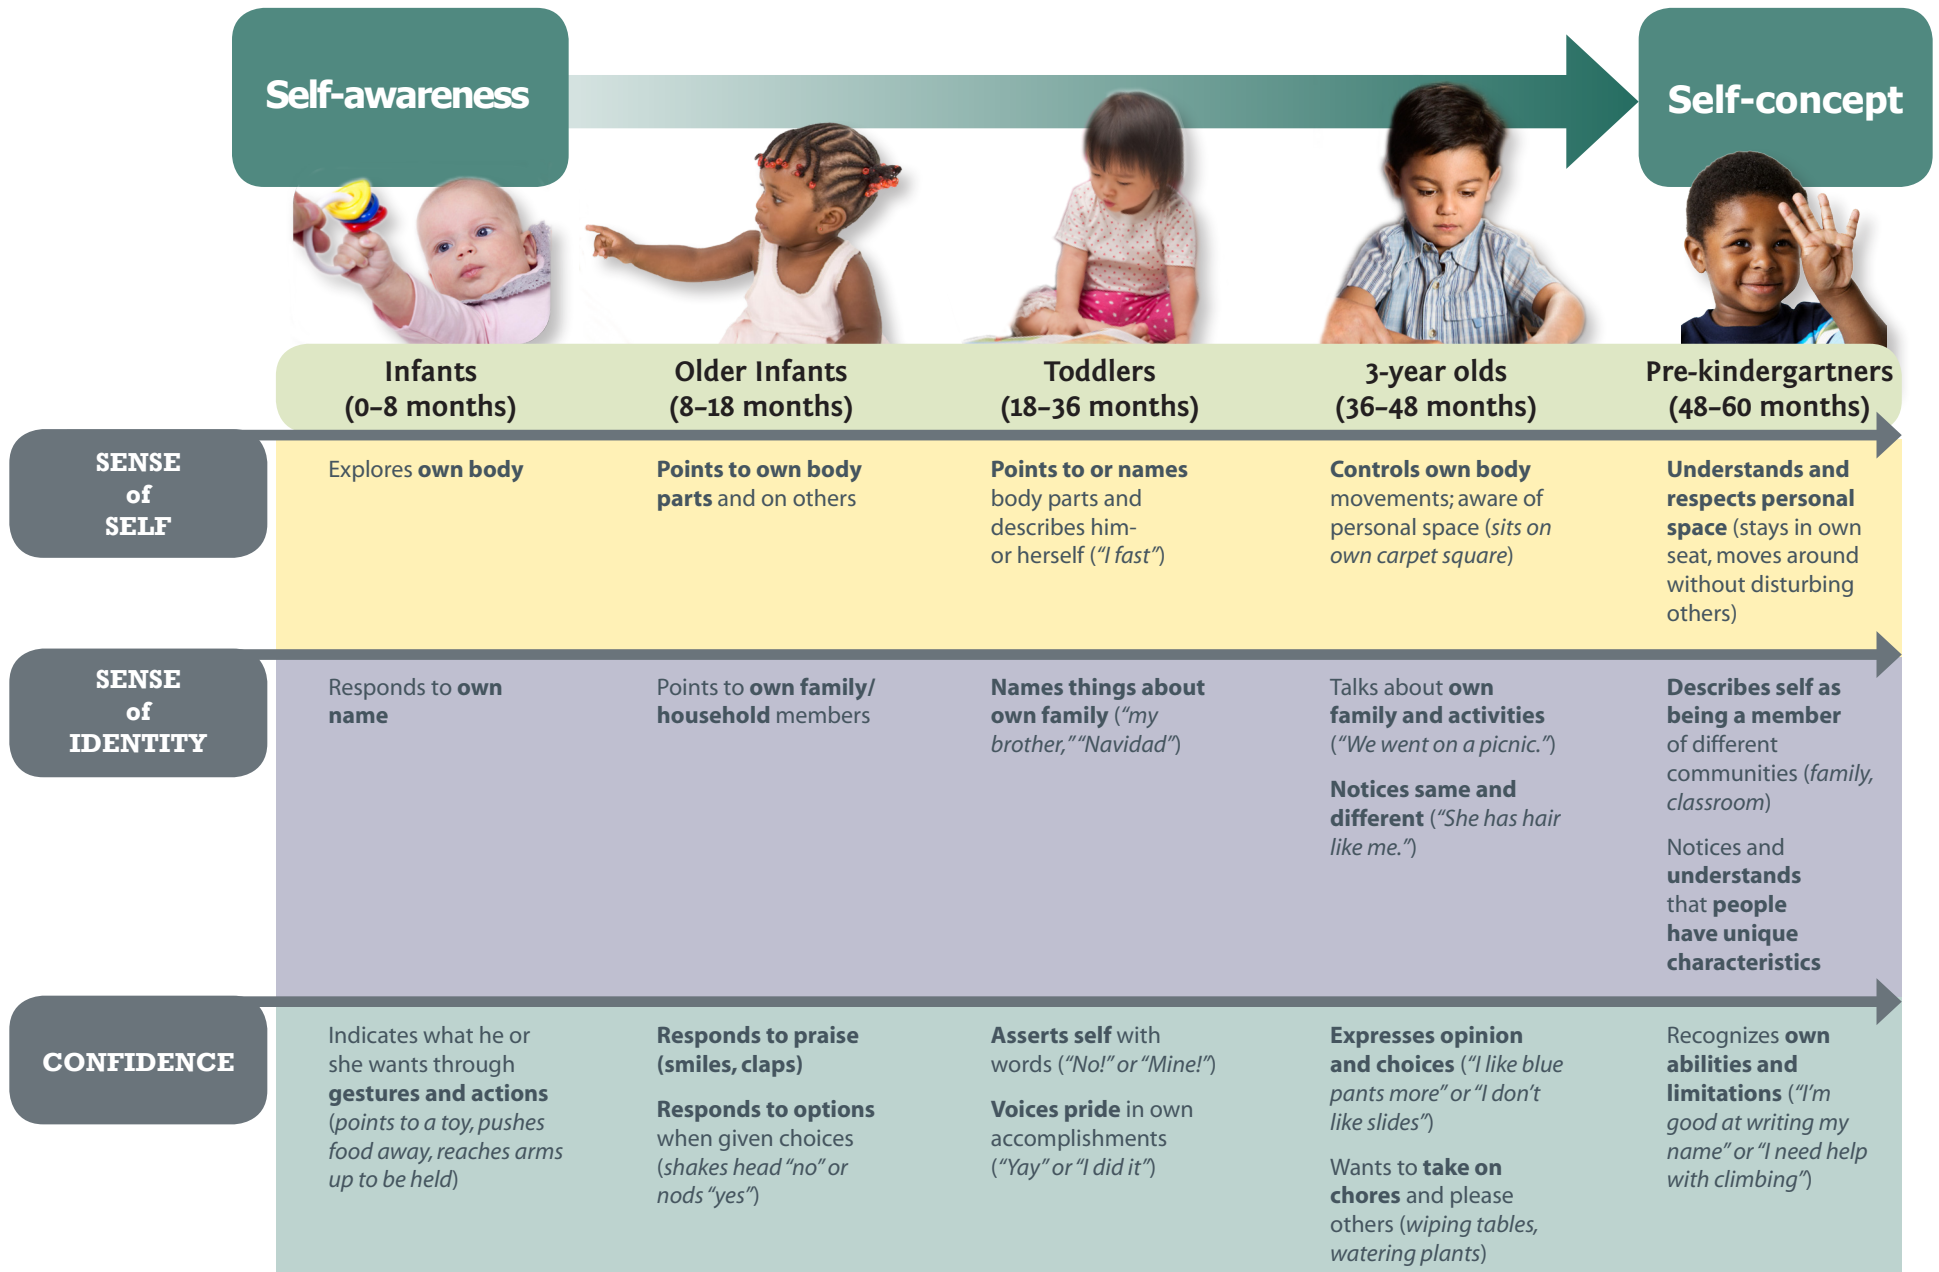 Self-awareness
Self-concept
Infants
(0–8 months)
Older Infants
(8–18 months)
Toddlers
(18–36 months)
3-year olds
(36–48 months)
Pre-kindergartners
(48–60 months)
SENSE
of
SELF
Explores own body
Points to own body
parts and on others
Points to or names
body parts and
describes him-
or herself (“I fast”)
Controls own body
movements; aware of
personal space (sits on
own carpet square)
Understands and
respects personal
space (stays in own
seat, moves around
without disturbing
others)
SENSE
of
IDENTITY
Responds to own
name
Points to own family/
household members
Names things about
own family (“my
brother,” “Navidad”)
Talks about own
family and activities
(“We went on a picnic.”)
Notices same and
different (“She has hair
like me.”)
Describes self as
being a member
of different
communities (family,
classroom)
Notices and
understands
that people
have unique
characteristics
CONFIDENCE
Indicates what he or
she wants through
gestures and actions
(points to a toy, pushes
food away, reaches arms
up to be held)
Responds to praise
(smiles, claps)
Responds to options
when given choices
(shakes head “no” or
nods “yes”)
Asserts self with
words (“No!” or “Mine!”)
Voices pride in own
accomplishments
(“Yay” or “I did it”)
Expresses opinion
and choices (“I like blue
pants more” or “I don’t
like slides”)
Wants to take on
chores and please
others (wiping tables,
watering plants)
Recognizes own
abilities and
limitations (“I’m
good at writing my
name” or “I need help
with climbing”)